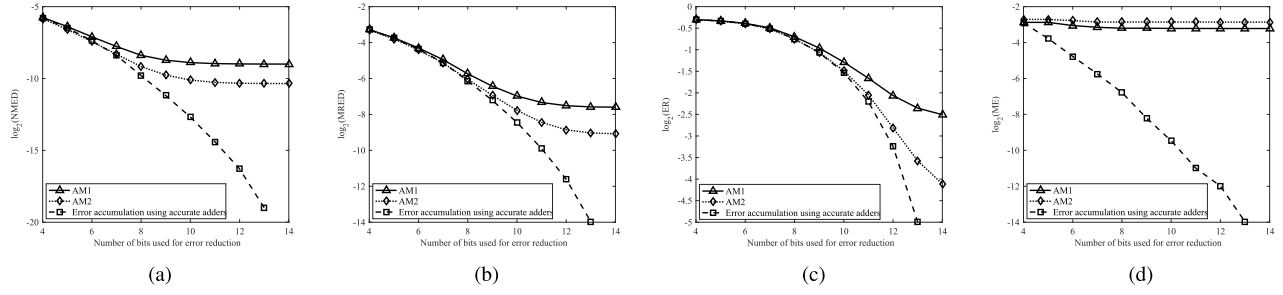 -5
-10
-15
-20
log2(NMED)
AM1
AM2
Error accumulation using accurate adders
4 6 8 10 12 14
Number of bits used for error reduction
(a)
-2
-4
-6
-8
-10
-12
-14
log2(MRED)
AM1
AM2
Error accumulation using accurate adders
4 6 8 10 12 14
Number of bits used for error reduction
(b)
0
-0.5
-1
-1.5
-2
-2.5
-3
-3.5
-4
-4.5
-5
log2(ER)
AM1
AM2
Error accumulation using accurate adders
4 6 8 10 12 14
Number of bits used for error reduction
(c)
-2
-4
-6
-8
-10
-12
-14
log2(ME)
AM1
AM2
Error accumulation using accurate adders
4 6 8 10 12 14
Number of bits used for error reduction
(d)